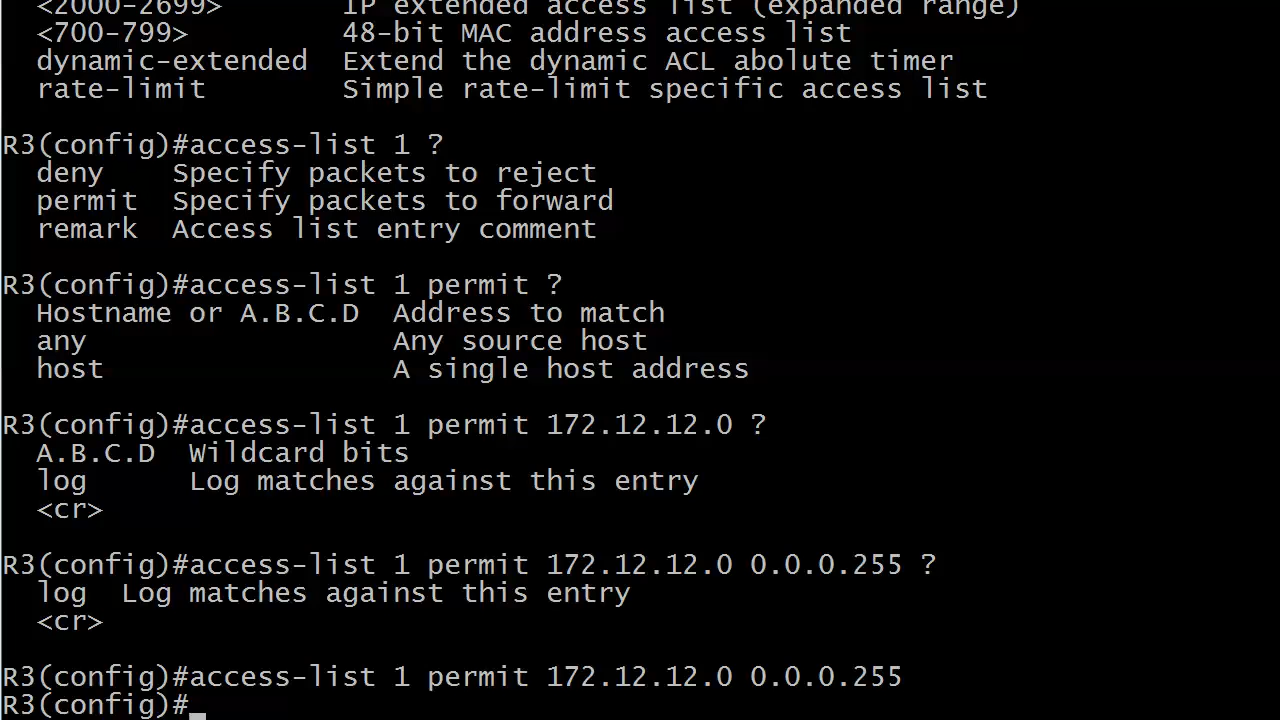 <2000-2699> IP extended access list (expanded range)
<700-799> 48-bit MAC address access list
dynamic-extended Extend the dynamic ACL abolute timer
rate-limit Simple rate-limit specific access list
R3(config)#access-list 1 ?
deny Specify packets to reject
permit Specify packets to forward
remark Access list entry comment
R3(config)#access-list 1 permit ?
Hostname or A.B.C.D Address to match
any Any source host
host A single host address
R3(config)#access-list 1 permit 172.12.12.0 ?
A.B.C.D Wildcard bits
log Log matches against this entry
<cr>
R3(config)#access-list 1 permit 172.12.12.0 0.0.0.255 ?
log Log matches against this entry
<cr>
R3(config)#access-list 1 permit 172.12.12.0 0.0.0.255
R3(config)#